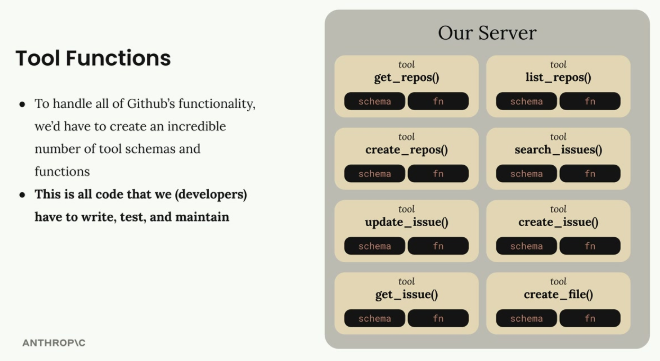 Tool Functions
To handle all of Github's functionality,
we'd have to create an incredible
number of tool schemas and
functions
This is all code that we (developers)
have to write, test, and maintain
ANTHROP\C
Our Server
tool
get_repos()
schema fn
tool
list_repos()
schema fn
tool
create_repos()
schema fn
tool
search_issues()
schema fn
tool
update_issue()
schema fn
tool
create_issue()
schema fn
tool
get_issue()
schema fn
tool
create_file()
schema fn